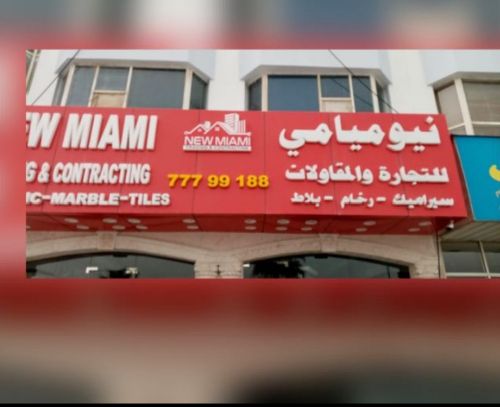 EW MIAMI
G & CONTRACTING
IC-MARBLE-TILES
NEW MIAMI
777 99 188
نيوميامي
للتجارة والمقاولات
سيراميك - رخام - بلاط